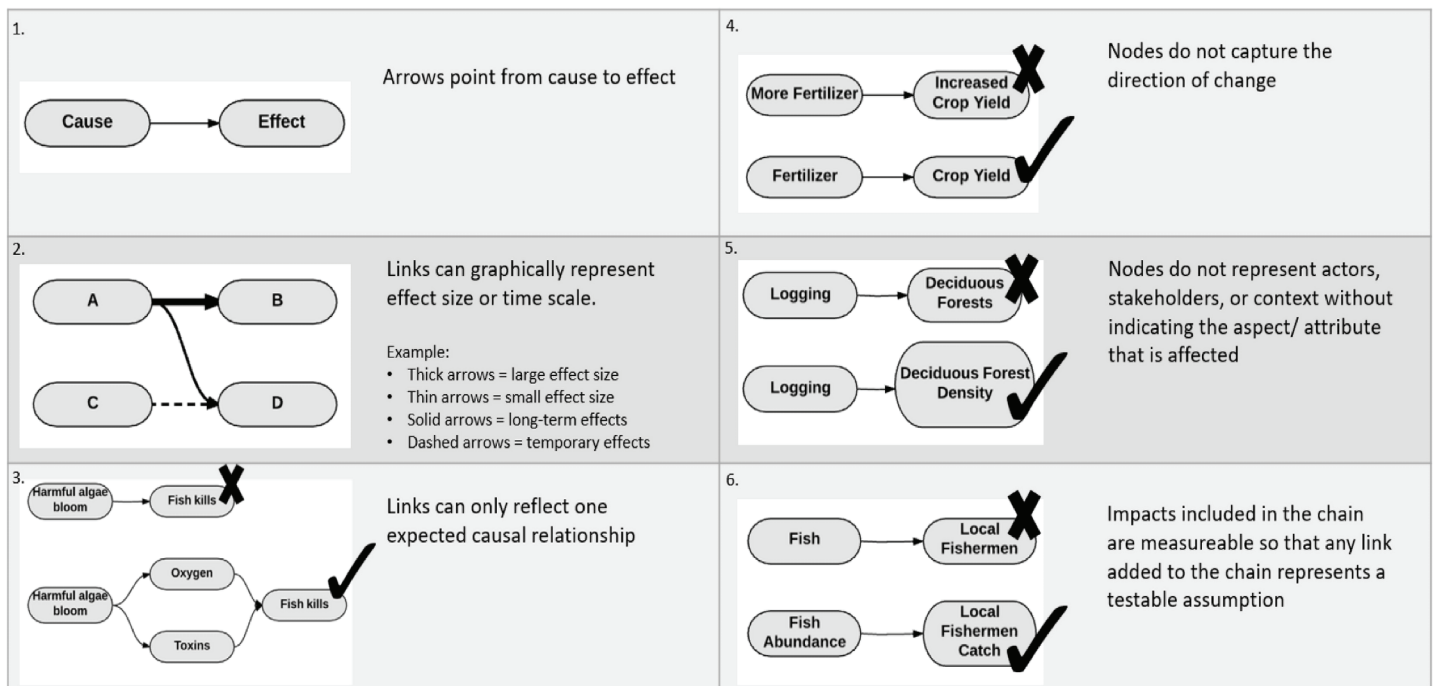 1.
Cause
Effect
Arrows point from cause to effect
2.
A
B
C
D
Links can graphically represent
effect size or time scale.
Example:
• Thick arrows = large effect size
• Thin arrows = small effect size
• Solid arrows = long-term effects
• Dashed arrows = temporary effects
3.
Harmful algae
bloom
Fish kills
Harmful algae
bloom
Oxygen
Toxins
Fish kills
Links can only reflect one
expected causal relationship
4.
More Fertilizer
Increased
Crop Yield
Fertilizer
Crop Yield
Nodes do not capture the
direction of change
5.
Logging
Deciduous
Forests
Logging
Deciduous Forest
Density
Nodes do not represent actors,
stakeholders, or context without
indicating the aspect/ attribute
that is affected
6.
Fish
Local
Fishermen
Fish
Abundance
Local
Fishermen
Catch
Impacts included in the chain
are measureable so that any link
added to the chain represents a
testable assumption